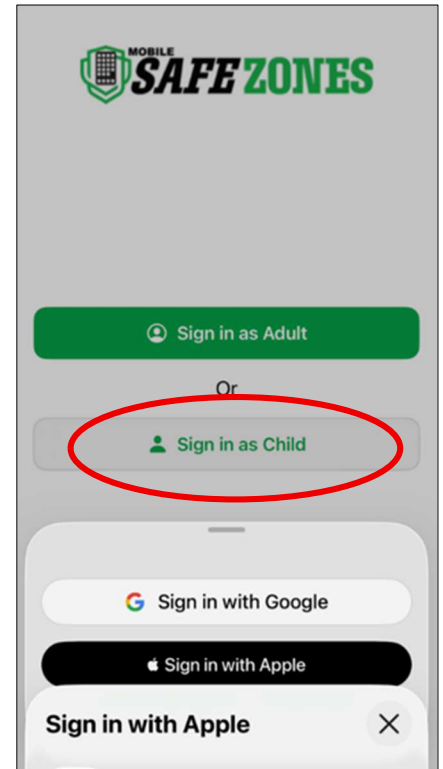 MOBILE
SAFE ZONES
Sign in as Adult
Or
Sign in as Child
Sign in with Google
Sign in with Apple
Sign in with Apple